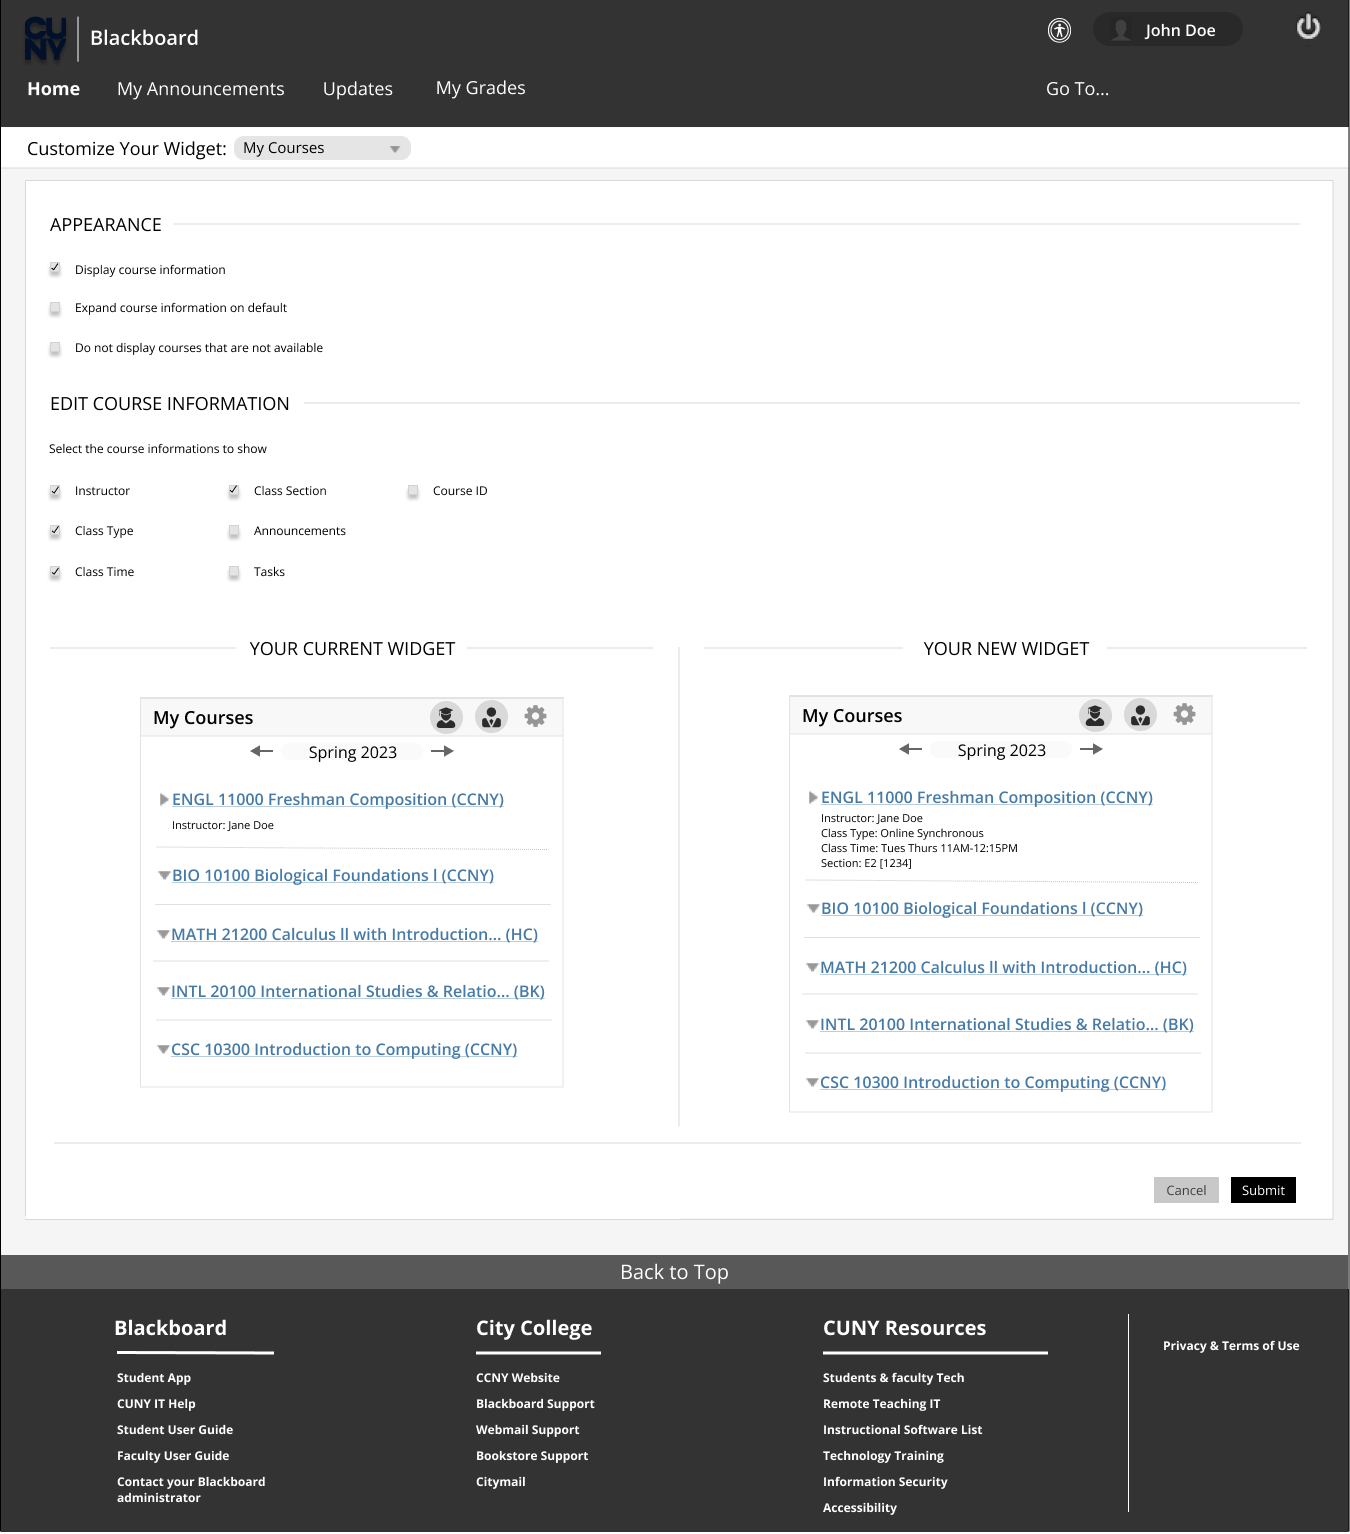 CUNY
Blackboard
John Doe
Home
My Announcements
Updates
My Grades
Go To...
Customize Your Widget:
My Courses
APPEARANCE
Display course information
Expand course information on default
Do not display courses that are not available
EDIT COURSE INFORMATION
Select the course informations to show
Instructor
Class Section
Course ID
Class Type
Announcements
Class Time
Tasks
YOUR CURRENT WIDGET
My Courses
Spring 2023
ENGL 11000 Freshman Composition (CCNY)
Instructor: Jane Doe
BIO 10100 Biological Foundations l (CCNY)
MATH 21200 Calculus ll with Introduction... (HC)
INTL 20100 International Studies & Relatio... (BK)
CSC 10300 Introduction to Computing (CCNY)
YOUR NEW WIDGET
My Courses
Spring 2023
ENGL 11000 Freshman Composition (CCNY)
Instructor: Jane Doe
Class Type: Online Synchronous
Class Time: Tues Thurs 11AM-12:15PM
Section: E2 [1234]
BIO 10100 Biological Foundations l (CCNY)
MATH 21200 Calculus ll with Introduction... (HC)
INTL 20100 International Studies & Relatio... (BK)
CSC 10300 Introduction to Computing (CCNY)
Cancel
Submit
Back to Top
Blackboard
Student App
CUNY IT Help
Student User Guide
Faculty User Guide
Contact your Blackboard
administrator
City College
CCNY Website
Blackboard Support
Webmail Support
Bookstore Support
Citymail
CUNY Resources
Students & faculty Tech
Remote Teaching IT
Instructional Software List
Technology Training
Information Security
Accessibility
Privacy & Terms of Use